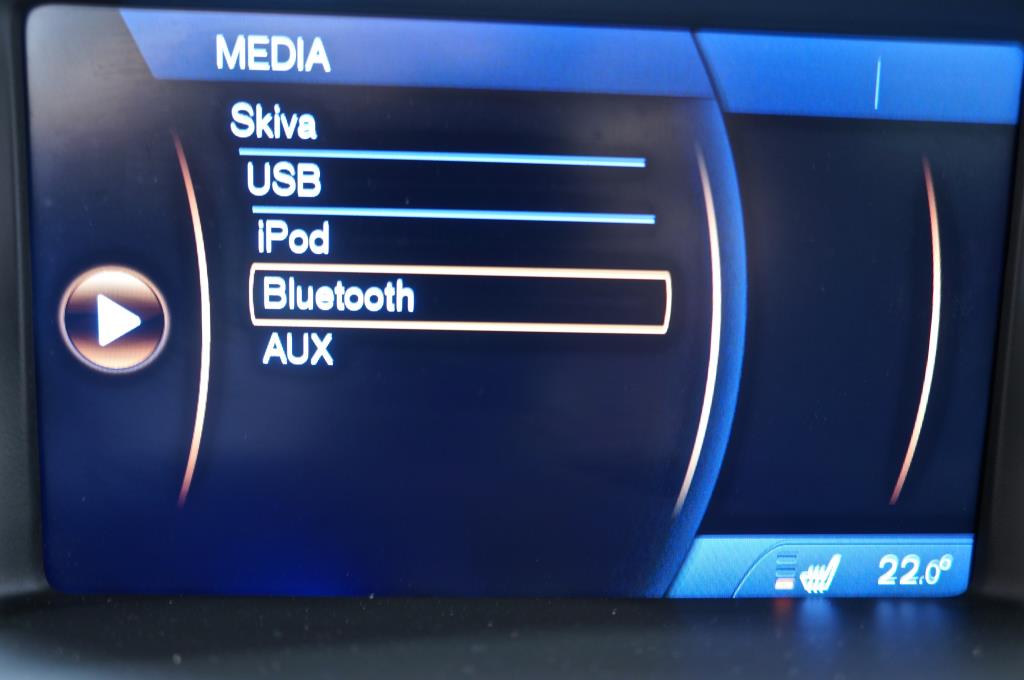 MEDIA
Skiva
USB
iPod
Bluetooth
AUX
22.0°